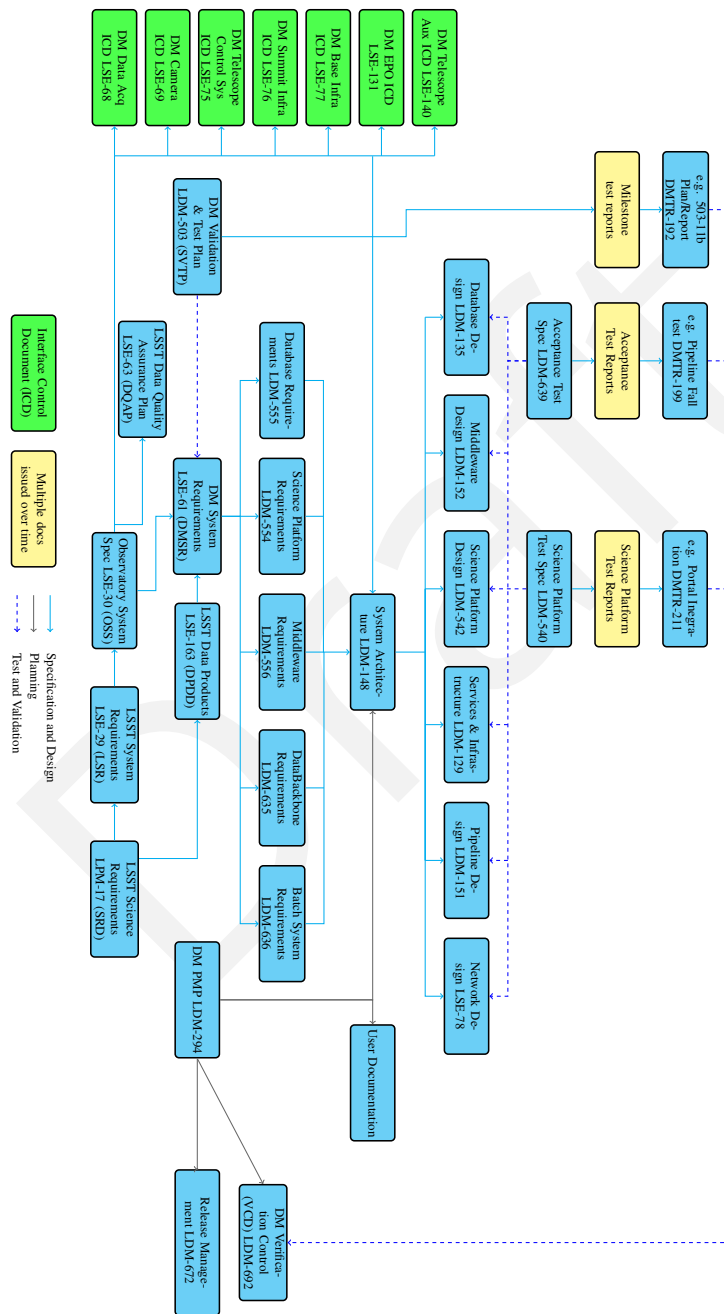 LSST Science
Requirements
LPM-17 (SRD)
LSST System
Requirements
LSE-29 (LSR)
Observatory System
Spec LSE-30 (OSS)
LSST Data Quality
Assurance Plan
LSE-63 (DQAP)
LSST Data Products
LSE-163 (DPDD)
DM System
Requirements
LSE-61 (DMSR)
DM Validation
& Test Plan
LDM-503 (SVTP)
DM PMP LDM-294
Release Manage-
ment LDM-672
DM Verifica-
tion Control
(VCD) LDM-692
User Documentation
Database Require-
ments LDM-555
Science Platform
Requirements
LDM-554
Middleware
Requirements
LDM-556
DataBackbone
Requirements
LDM-635
Batch System
Requirements
LDM-636
System Architec-
ture LDM-148
Database De-
sign LDM-135
Middleware
Design LDM-152
Science Platform
Design LDM-542
Services & Infras-
tructure LDM-129
Pipeline De-
sign LDM-151
Network De-
sign LSE-78
Acceptance Test
Spec LDM-639
Science Platform
Test Spec LDM-540
Milestone
test reports
Acceptance
Test Reports
Science Platform
Test Reports
e.g. 503-11b
Plan/Report
DMTR-192
e.g. Pipeline Fall
test DMTR-199
e.g. Portal Inegra-
tion DMTR-211
DM Data Acq
ICD LSE-68
DM Camera
ICD LSE-69
DM Telescope
Control Sys
ICD LSE-75
DM Summit Infra
ICD LSE-76
DM Base Infra
ICD LSE-77
DM EPO ICD
LSE-131
DM Telescope
Aux ICD LSE-140
Interface Control
Document (ICD)
Multiple docs
issued over time
Specification and Design
Planning
Test and Validation
Draft